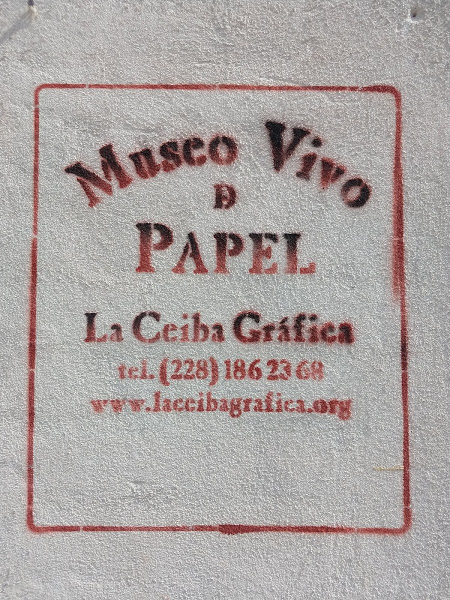 Museo Vivo
D
PAPEL
La Ceiba Gráfica
tel. (228) 186 23 68
www.laceibagrafica.org